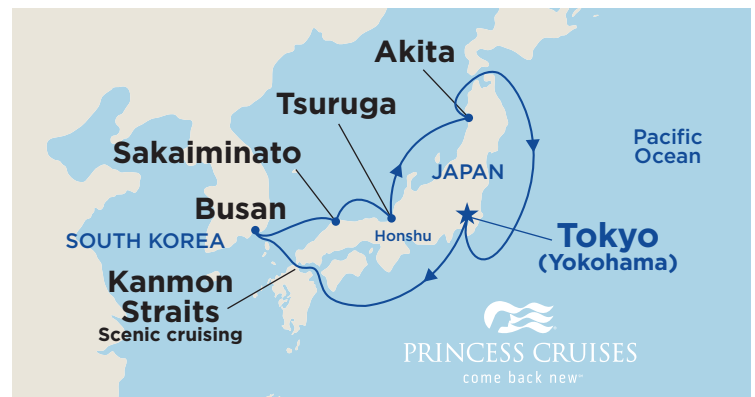 Akita
Tsuruga
Sakaiminato
Pacific
Ocean
JAPAN
Busan
SOUTH KOREA
Honshu
Tokyo
(Yokohama)
Kanmon
Straits
Scenic cruising
PRINCESS CRUISES
come back new℠